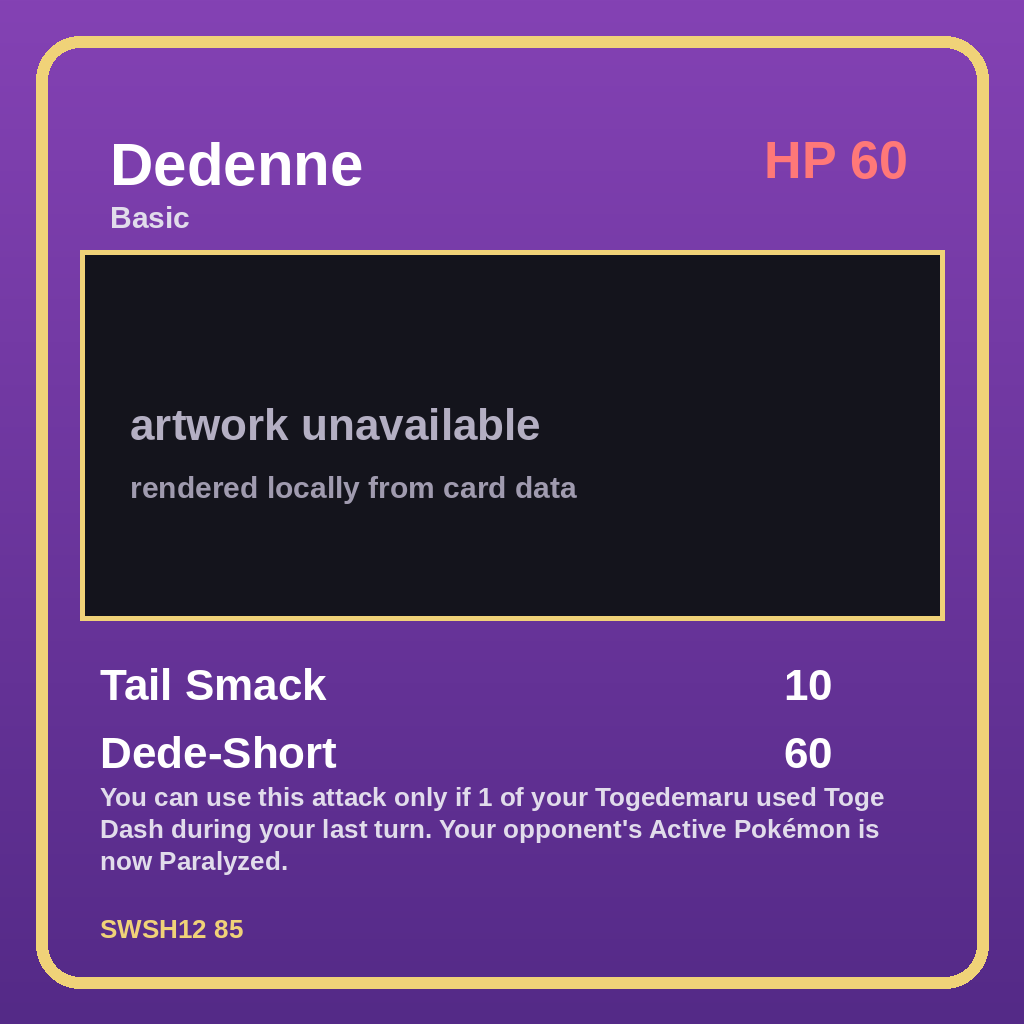 Dedenne
HP 60
Basic
artwork unavailable
rendered locally from card data
Tail Smack 10
Dede-Short 60
You can use this attack only if 1 of your Togedemaru used Toge
Dash during your last turn. Your opponent's Active Pokémon is
now Paralyzed.
SWSH12 85